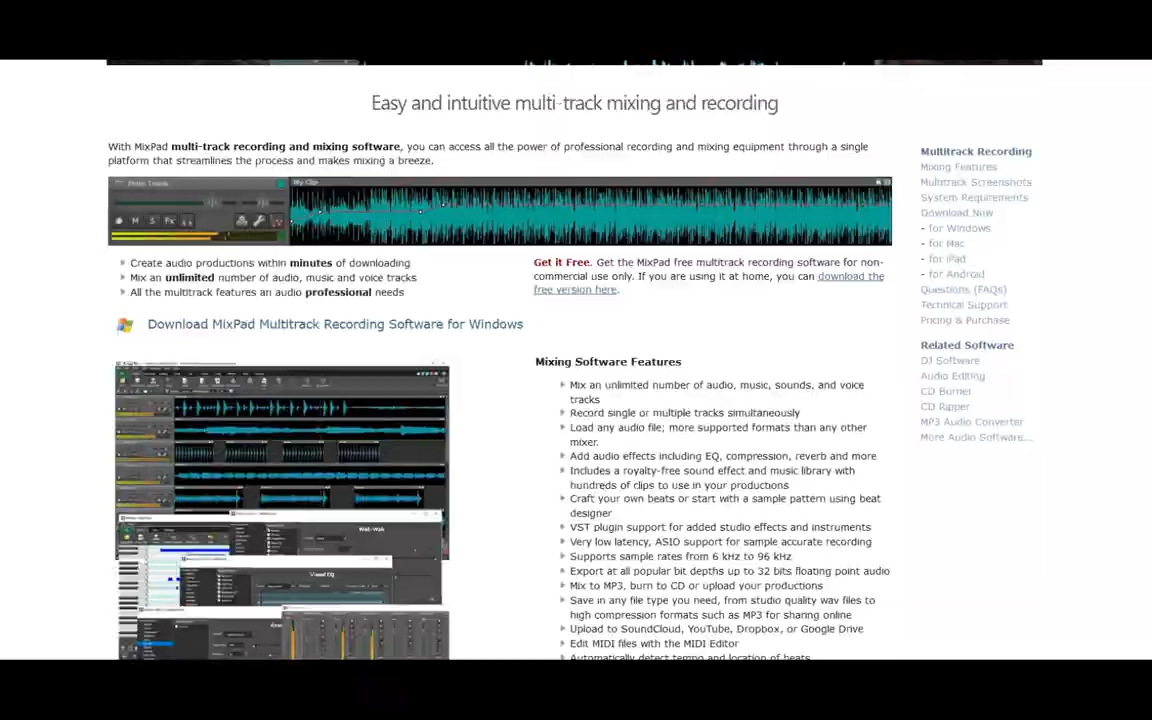 Easy and intuitive multi-track mixing and recording
With MixPad multi-track recording and mixing software, you can access all the power of professional recording and mixing equipment through a single
platform that streamlines the process and makes mixing a breeze.
My Clip
M S Fx
Create audio productions within minutes of downloading
Mix an unlimited number of audio, music and voice tracks
All the multitrack features an audio professional needs
Get it Free. Get the MixPad free multitrack recording software for non-
commercial use only. If you are using it at home, you can download the
free version here.
Download MixPad Multitrack Recording Software for Windows
Wah-Wah
Visual EQ
Mixing Software Features
Mix an unlimited number of audio, music, sounds, and voice
tracks
Record single or multiple tracks simultaneously
Load any audio file; more supported formats than any other
mixer.
Add audio effects including EQ, compression, reverb and more
Includes a royalty-free sound effect and music library with
hundreds of clips to use in your productions
Craft your own beats or start with a sample pattern using beat
designer
VST plugin support for added studio effects and instruments
Very low latency, ASIO support for sample accurate recording
Supports sample rates from 6 kHz to 96 kHz
Export at all popular bit depths up to 32 bits floating point audio
Mix to MP3, burn to CD or upload your productions
Save in any file type you need, from studio quality wav files to
high compression formats such as MP3 for sharing online
Upload to SoundCloud, YouTube, Dropbox, or Google Drive
Edit MIDI files with the MIDI Editor
Automatically detect tempo and location of beats
Multitrack Recording
Mixing Features
Multitrack Screenshots
System Requirements
Download Now
- for Windows
- for Mac
- for iPad
- for Android
Questions (FAQs)
Technical Support
Pricing & Purchase
Related Software
DJ Software
Audio Editing
CD Burner
CD Ripper
MP3 Audio Converter
More Audio Software...